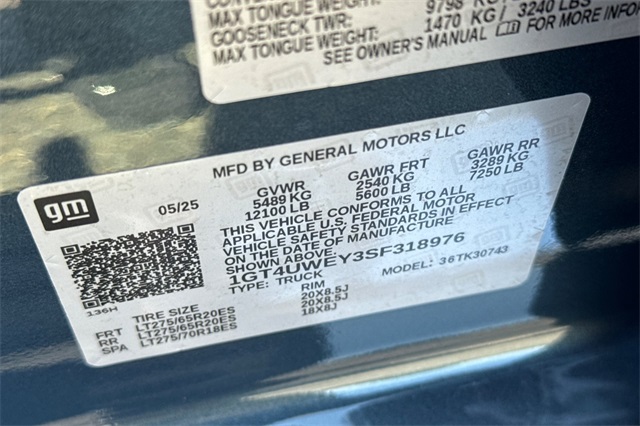 MAX TONGUE WEIGHT:
GOOSENECK TWR: 9798 KG
MAX TONGUE WEIGHT: 1470 KG / 3240 LBS
SEE OWNER'S MANUAL FOR MORE INFO
MFD BY GENERAL MOTORS LLC
gm
05/25
GVWR GAWR FRT GAWR RR
5489 KG 2540 KG 3289 KG
12100 LB 5600 LB 7250 LB
THIS VEHICLE CONFORMS TO ALL
APPLICABLE U.S. FEDERAL MOTOR
VEHICLE SAFETY STANDARDS IN EFFECT
ON THE DATE OF MANUFACTURE
SHOWN ABOVE.
TYPE: TRUCK MODEL: 36TK30743
136H
TIRE SIZE RIM
FRT LT275/65R20ES 20X8.5J
RR LT275/65R20ES 20X8.5J
SPA LT275/70R18ES 18X8J